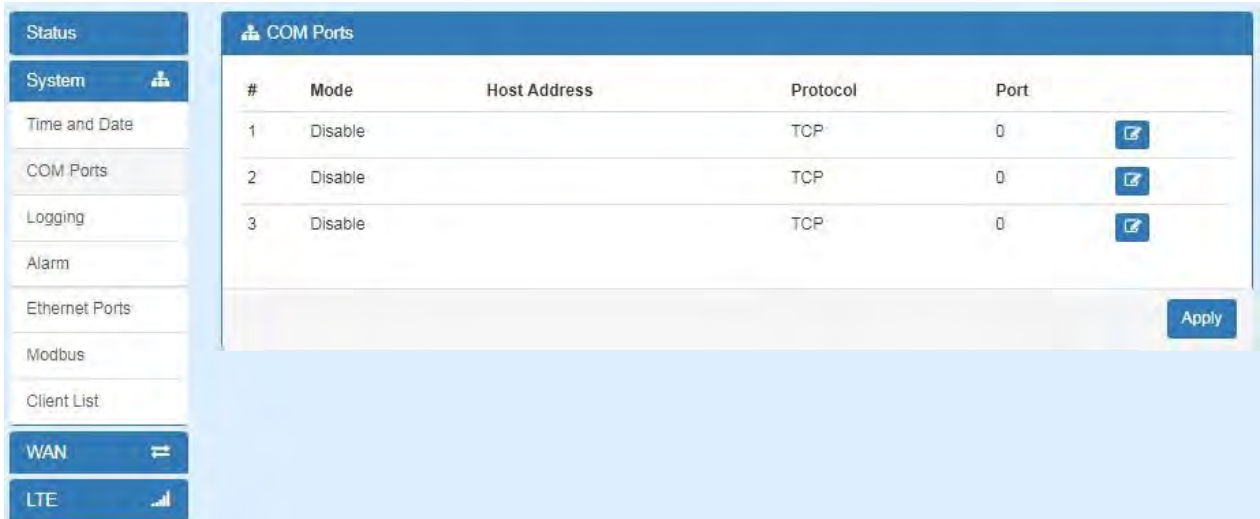 Status
System
Time and Date
COM Ports
Logging
Alarm
Ethernet Ports
Modbus
Client List
WAN
LTE
COM Ports
# Mode Host Address Protocol Port
1 Disable TCP 0
2 Disable TCP 0
3 Disable TCP 0
Apply